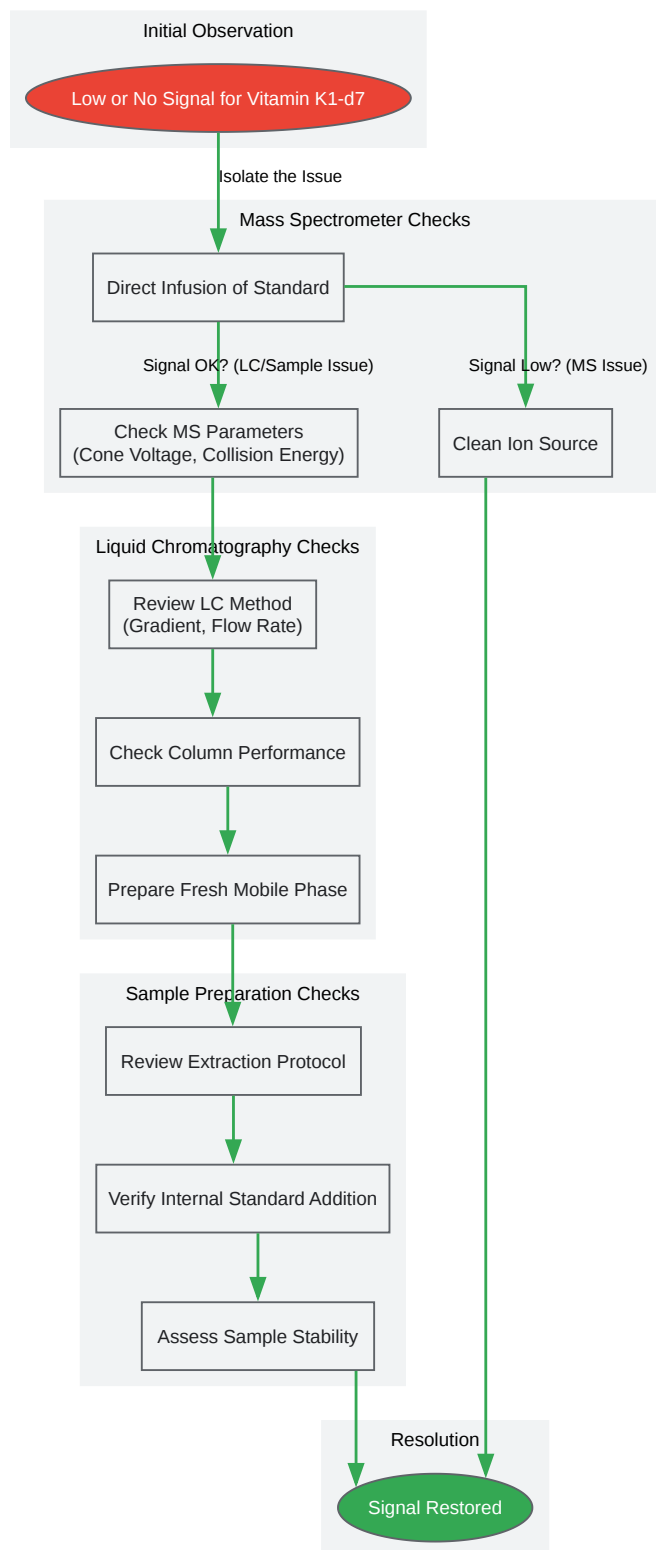 Initial Observation
Low or No Signal for Vitamin K1-d7
Isolate the Issue
Mass Spectrometer Checks
Direct Infusion of Standard
Signal OK? (LC/Sample Issue)
Signal Low? (MS Issue)
Check MS Parameters
(Cone Voltage, Collision Energy)
Clean Ion Source
Liquid Chromatography Checks
Review LC Method
(Gradient, Flow Rate)
Check Column Performance
Prepare Fresh Mobile Phase
Sample Preparation Checks
Review Extraction Protocol
Verify Internal Standard Addition
Assess Sample Stability
Resolution
Signal Restored